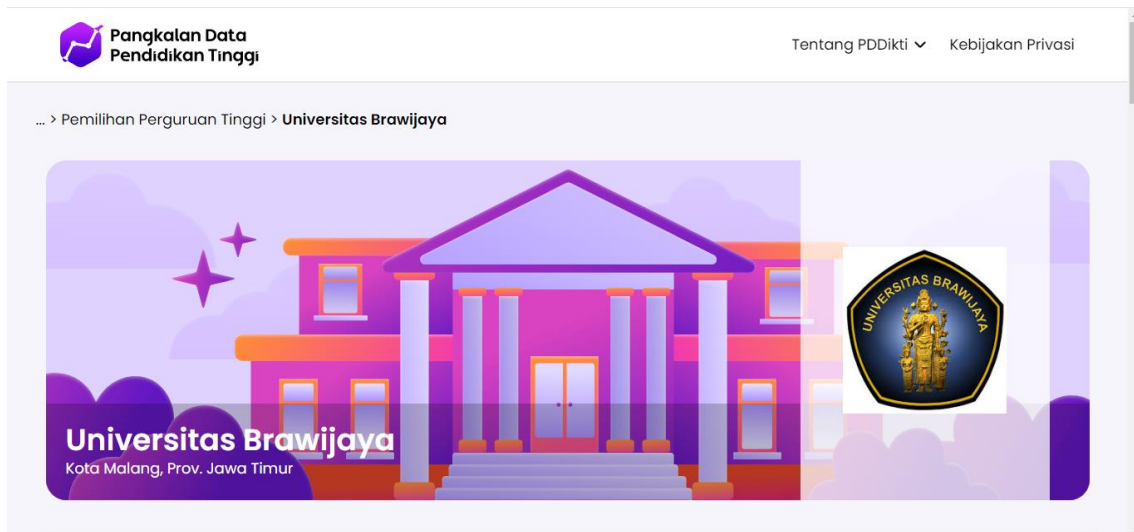 Pangkalan Data
Pendidikan Tinggi
Tentang PDDikti
Kebijakan Privasi
... > Pemilihan Perguruan Tinggi > Universitas Brawijaya
UNIVERSITAS BRAWIJAYA
Universitas Brawijaya
Kota Malang, Prov. Jawa Timur